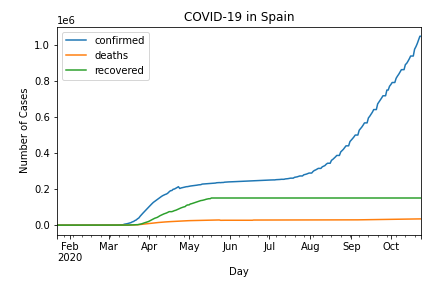 COVID-19 in Spain
1e6
confirmed
deaths
recovered
1.0
0.8
0.6
0.4
0.2
0.0
Number of Cases
Feb Mar Apr May Jun Jul Aug Sep Oct
2020
Day